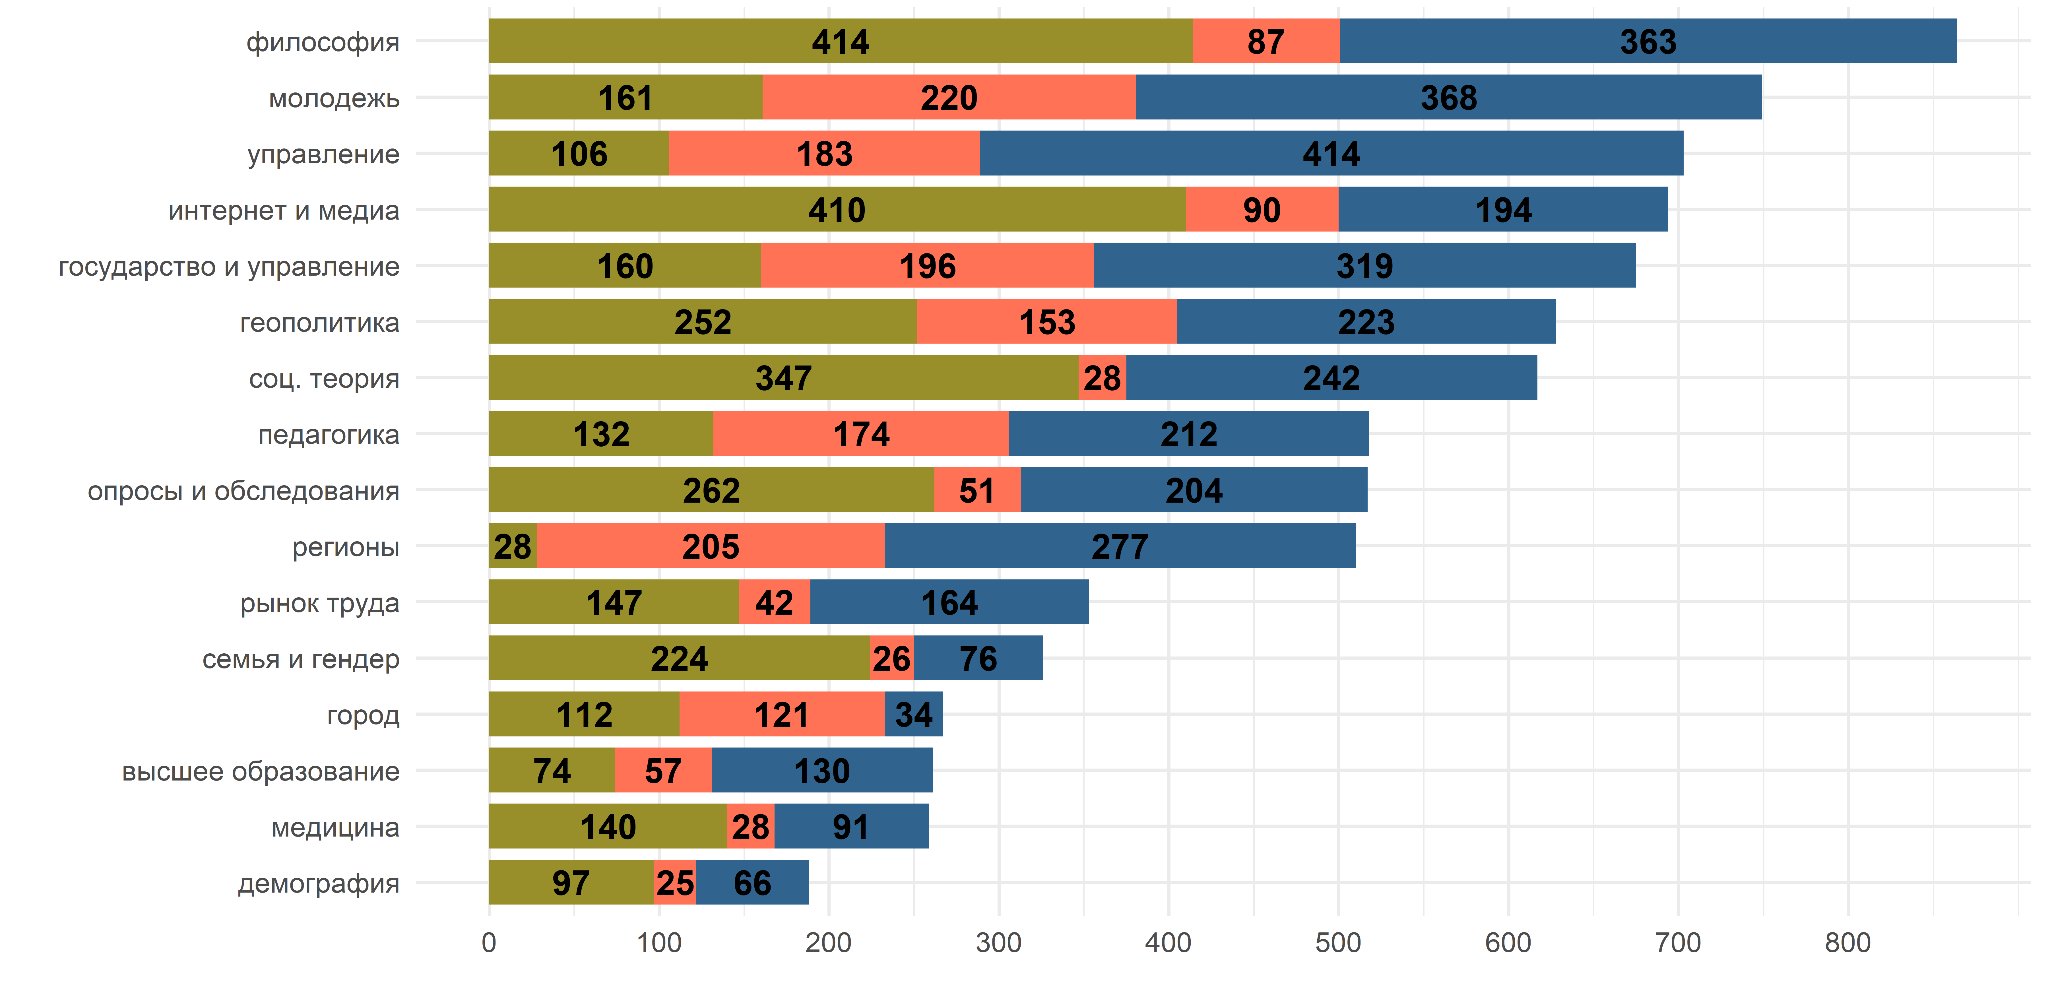 философия 414 87 363
молодежь 161 220 368
управление 106 183 414
интернет и медиа 410 90 194
государство и управление 160 196 319
геополитика 252 153 223
соц. теория 347 28 242
педагогика 132 174 212
опросы и обследования 262 51 204
регионы 28 205 277
рынок труда 147 42 164
семья и гендер 224 26 76
город 112 121 34
высшее образование 74 57 130
медицина 140 28 91
демография 97 25 66
0 100 200 300 400 500 600 700 800